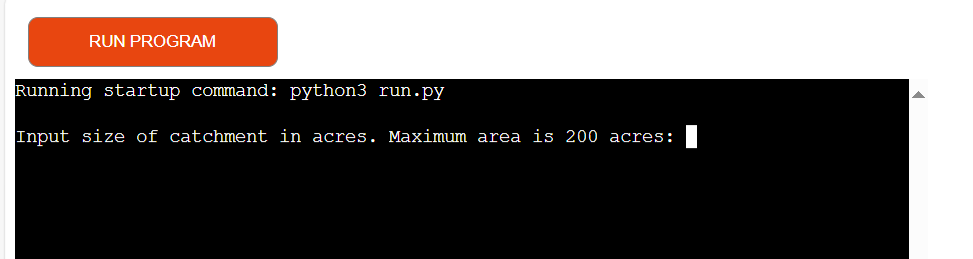 RUN PROGRAM
Running startup command: python3 run.py
Input size of catchment in acres. Maximum area is 200 acres: